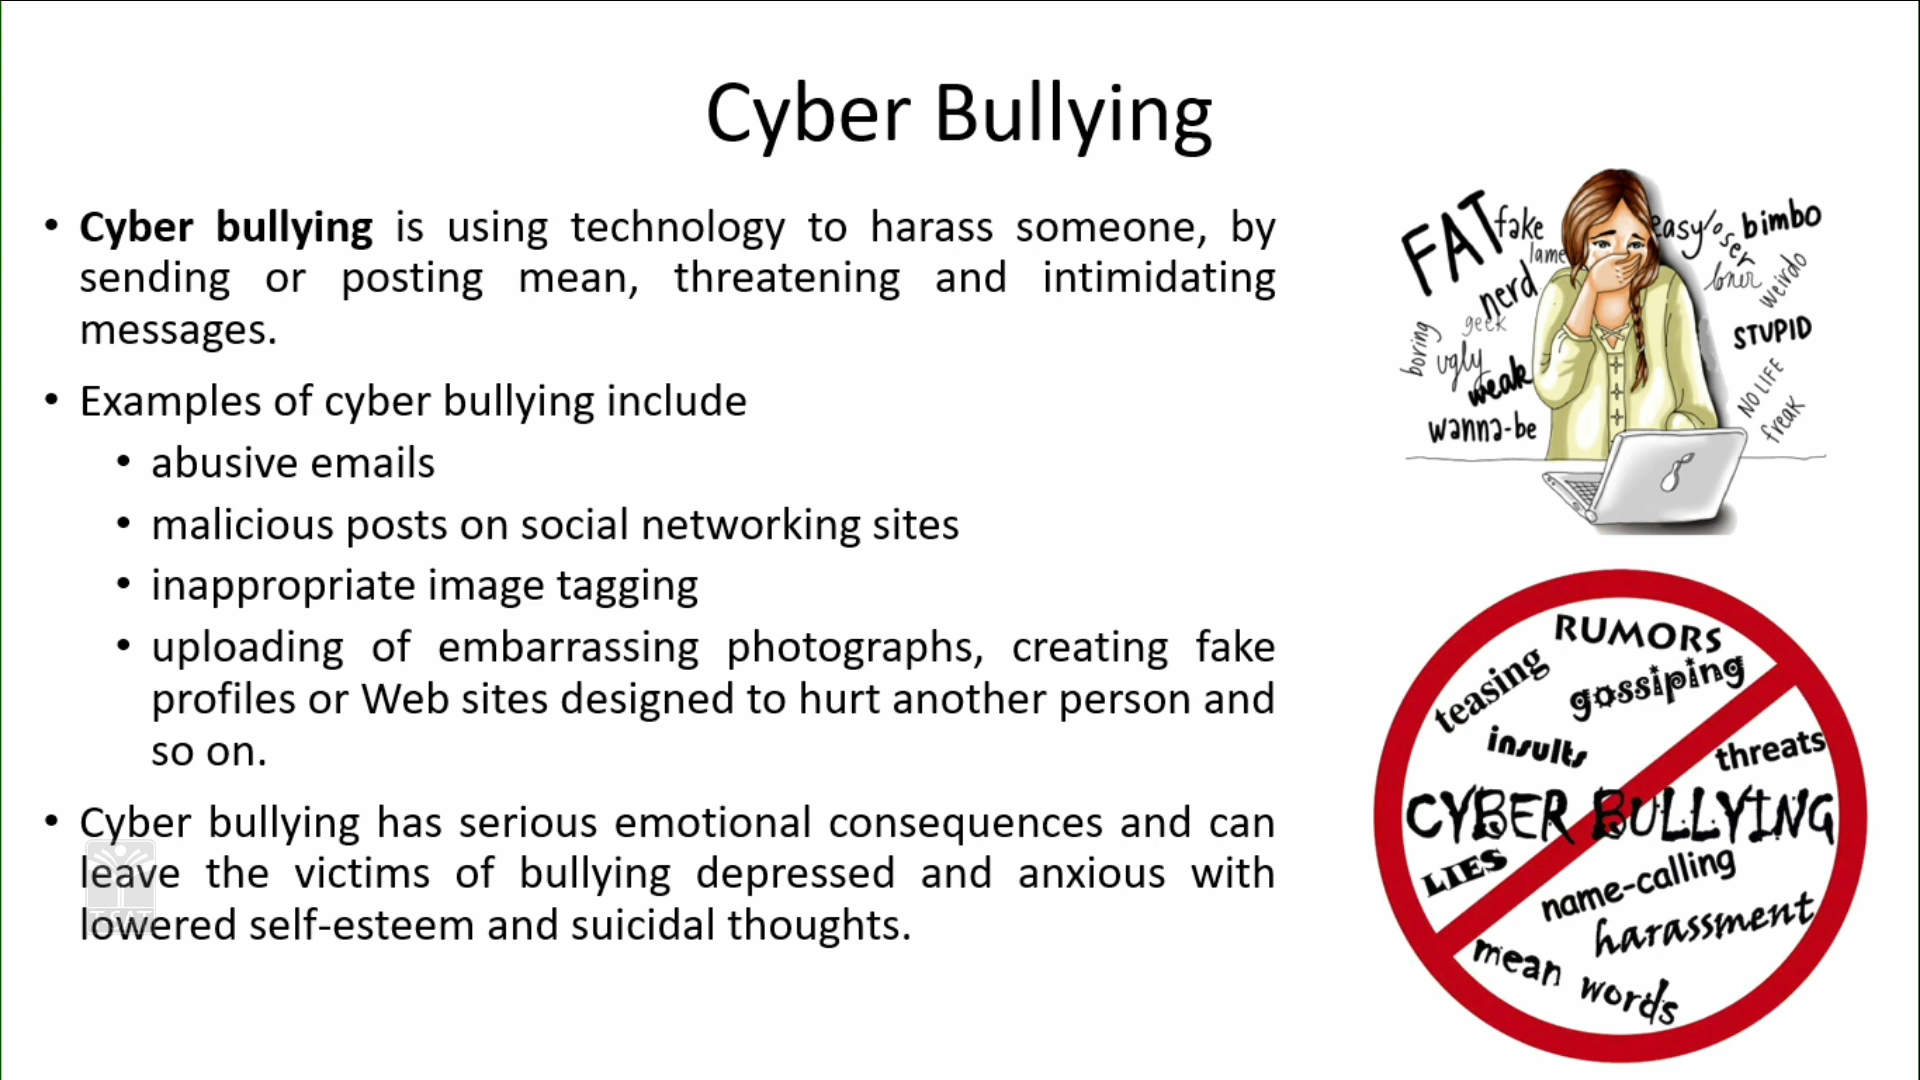 Cyber Bullying
• Cyber bullying is using technology to harass someone, by
sending or posting mean, threatening and intimidating
messages.
• Examples of cyber bullying include
• abusive emails
• malicious posts on social networking sites
• inappropriate image tagging
• uploading of embarrassing photographs, creating fake
profiles or Web sites designed to hurt another person and
so on.
• Cyber bullying has serious emotional consequences and can
leave the victims of bullying depressed and anxious with
lowered self-esteem and suicidal thoughts.
T-SAT
FAT
fake
lame
nerd
geek
boring
ugly
weak
wanna-be
easy
loser
bimbo
loner
weirdo
STUPID
NO LIFE
freak
RUMORS
teasing
gossiping
insults
threats
CYBER BULLYING
LIES
name-calling
harassment
mean words